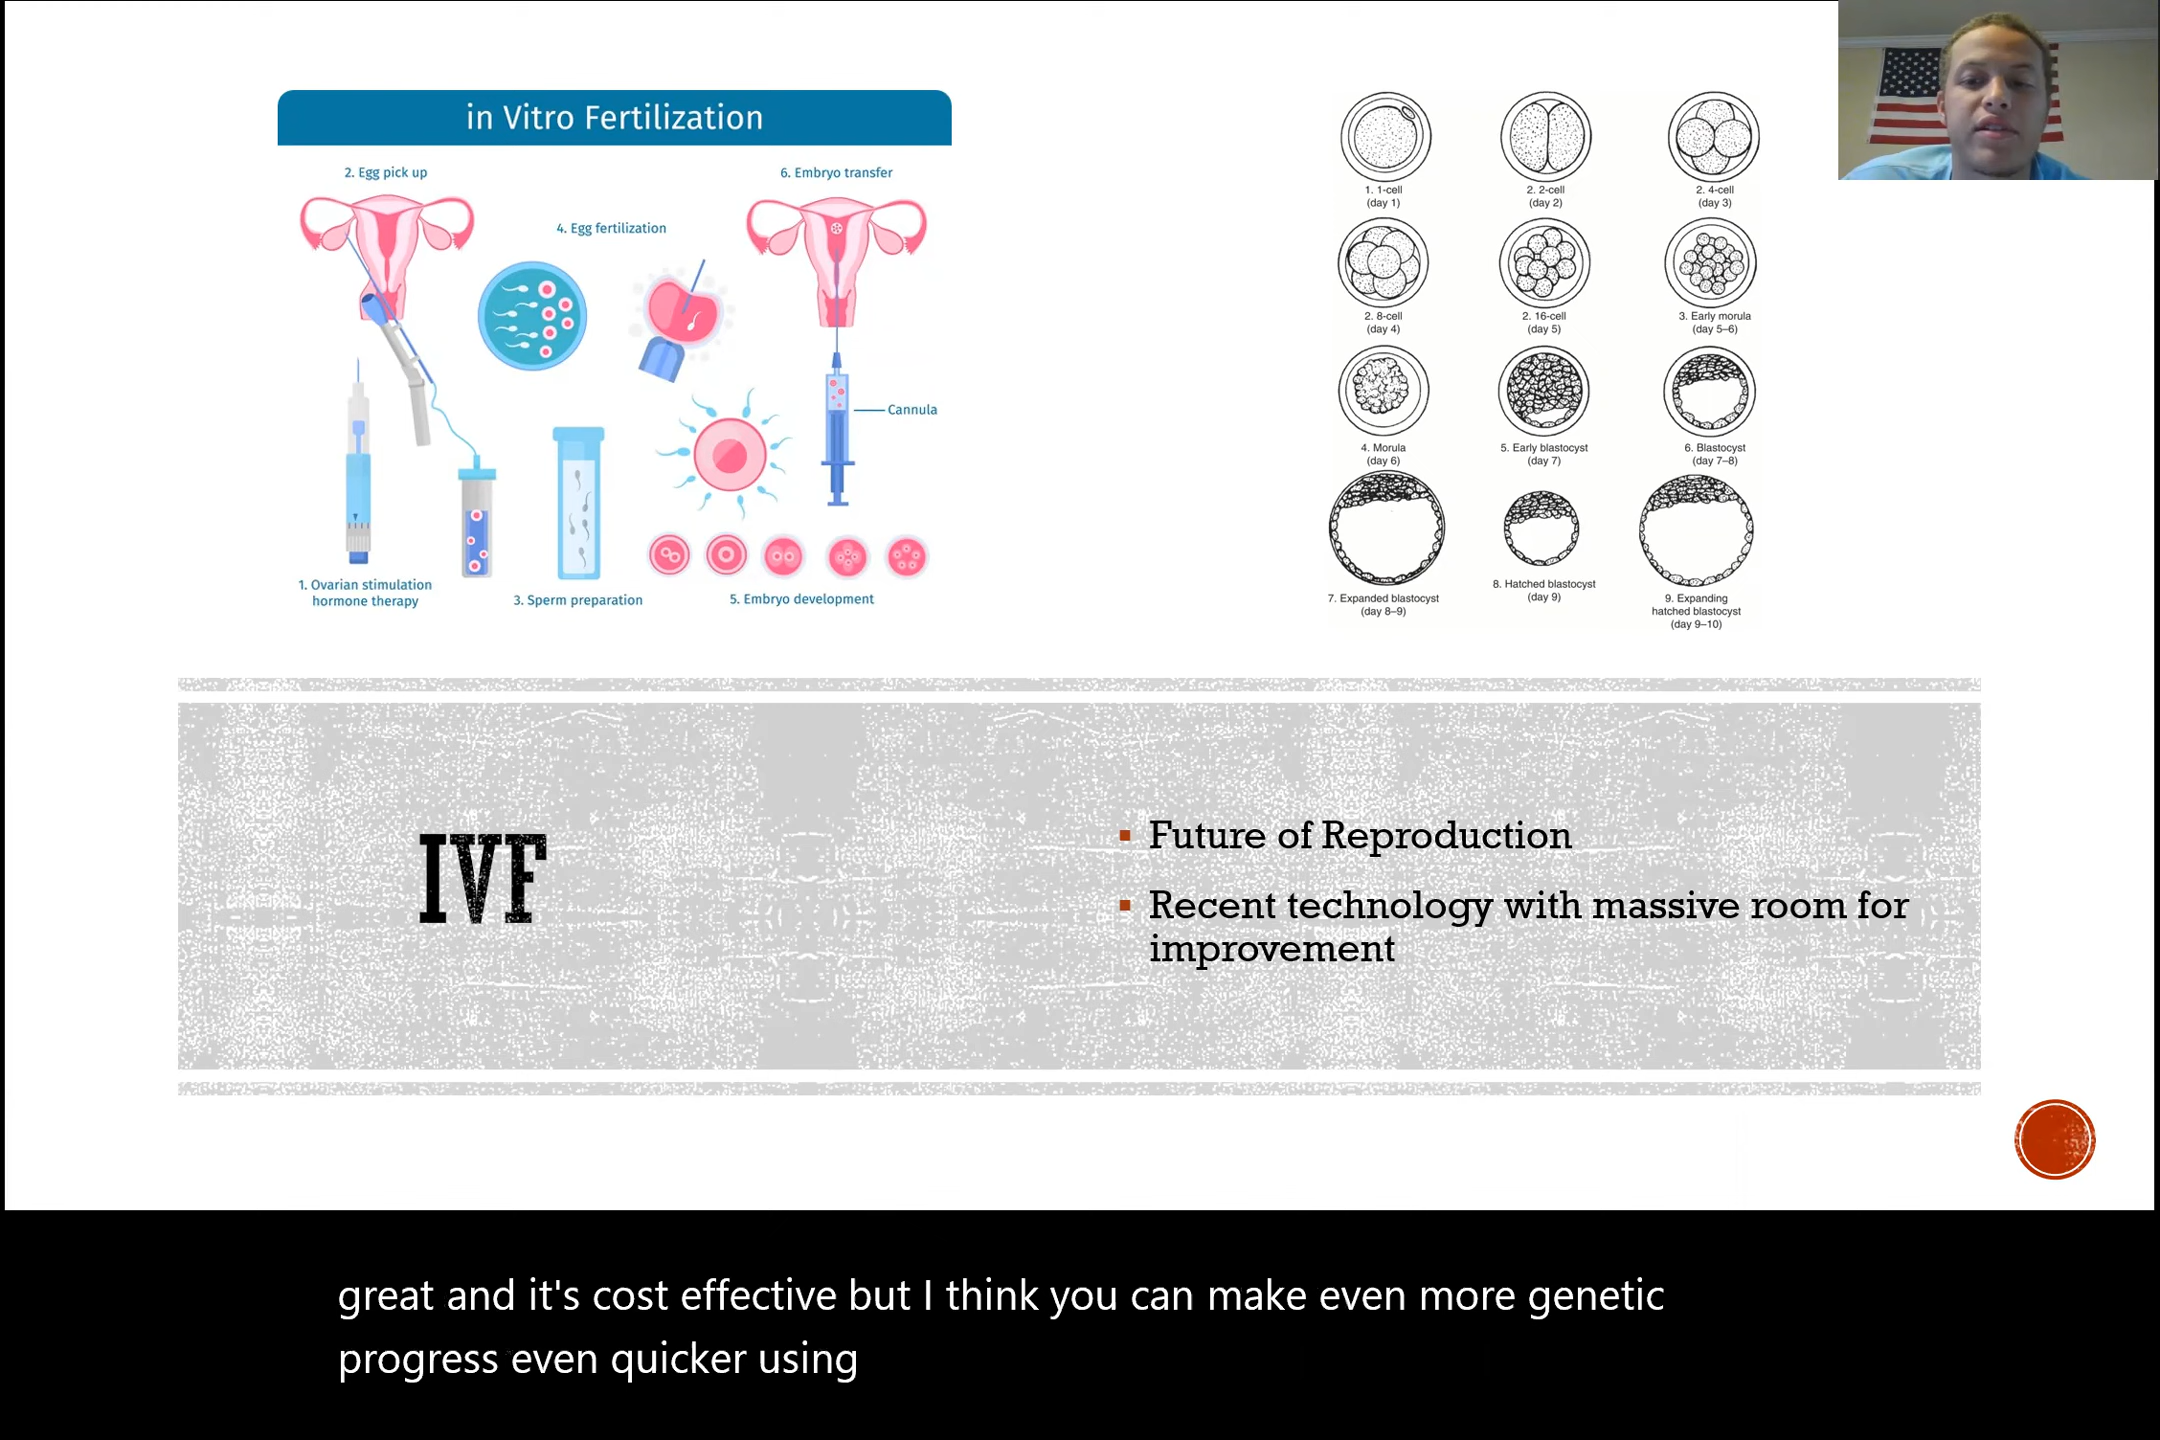 in Vitro Fertilization
2. Egg pick up
6. Embryo transfer
4. Egg fertilization
Cannula
1. Ovarian stimulation
hormone therapy
3. Sperm preparation
5. Embryo development
1. 1-cell
(day 1)
2. 2-cell
(day 2)
2. 4-cell
(day 3)
2. 8-cell
(day 4)
2. 16-cell
(day 5)
3. Early morula
(day 5–6)
4. Morula
(day 6)
5. Early blastocyst
(day 7)
6. Blastocyst
(day 7–8)
7. Expanded blastocyst
(day 8–9)
8. Hatched blastocyst
(day 9)
9. Expanding
hatched blastocyst
(day 9–10)
IVF
▪ Future of Reproduction
▪ Recent technology with massive room for
improvement
great and it's cost effective but I think you can make even more genetic
progress even quicker using